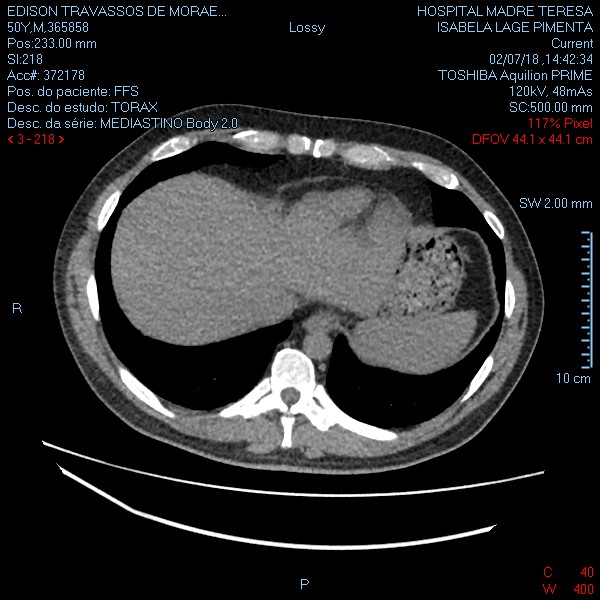 EDISON TRAVASSOS DE MORAE...
50Y,M,365858
Pos:233.00 mm
SI:218
Acc#: 372178
Pos. do paciente: FFS
Desc. do estudo: TORAX
Desc. da série: MEDIASTINO Body 2.0
< 3 - 218 >
Lossy
HOSPITAL MADRE TERESA
ISABELA LAGE PIMENTA
Current
02/07/18 ,14:42:34
TOSHIBA Aquilion PRIME
120kV, 48mAs
SC:500.00 mm
117% Pixel
DFOV 44.1 x 44.1 cm
SW 2.00 mm
R
10 cm
P
C 40
W 400